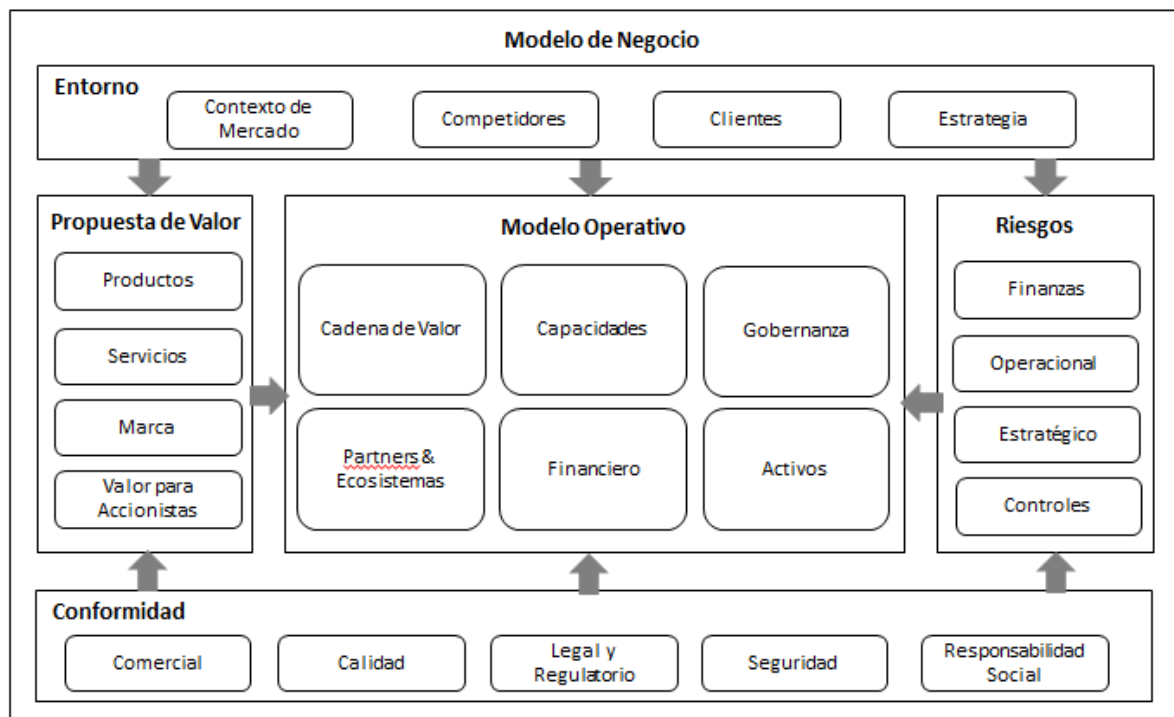 Modelo de Negocio
Entorno
Contexto de
Mercado
Competidores
Clientes
Estrategia
Propuesta de Valor
Productos
Servicios
Marca
Valor para
Accionistas
Modelo Operativo
Cadena de Valor
Capacidades
Gobernanza
Partners &
Ecosistemas
Financiero
Activos
Riesgos
Finanzas
Operacional
Estratégico
Controles
Conformidad
Comercial
Calidad
Legal y
Regulatorio
Seguridad
Responsabilidad
Social